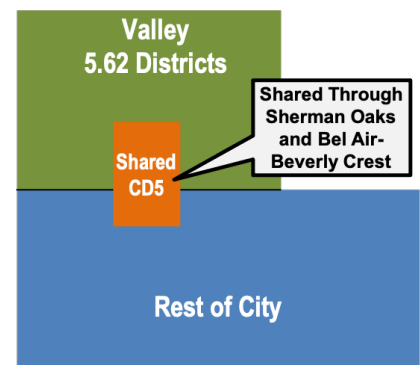 Valley
5.62 Districts
Shared Through
Sherman Oaks
and Bel Air-
Beverly Crest
Shared
CD5
Rest of City